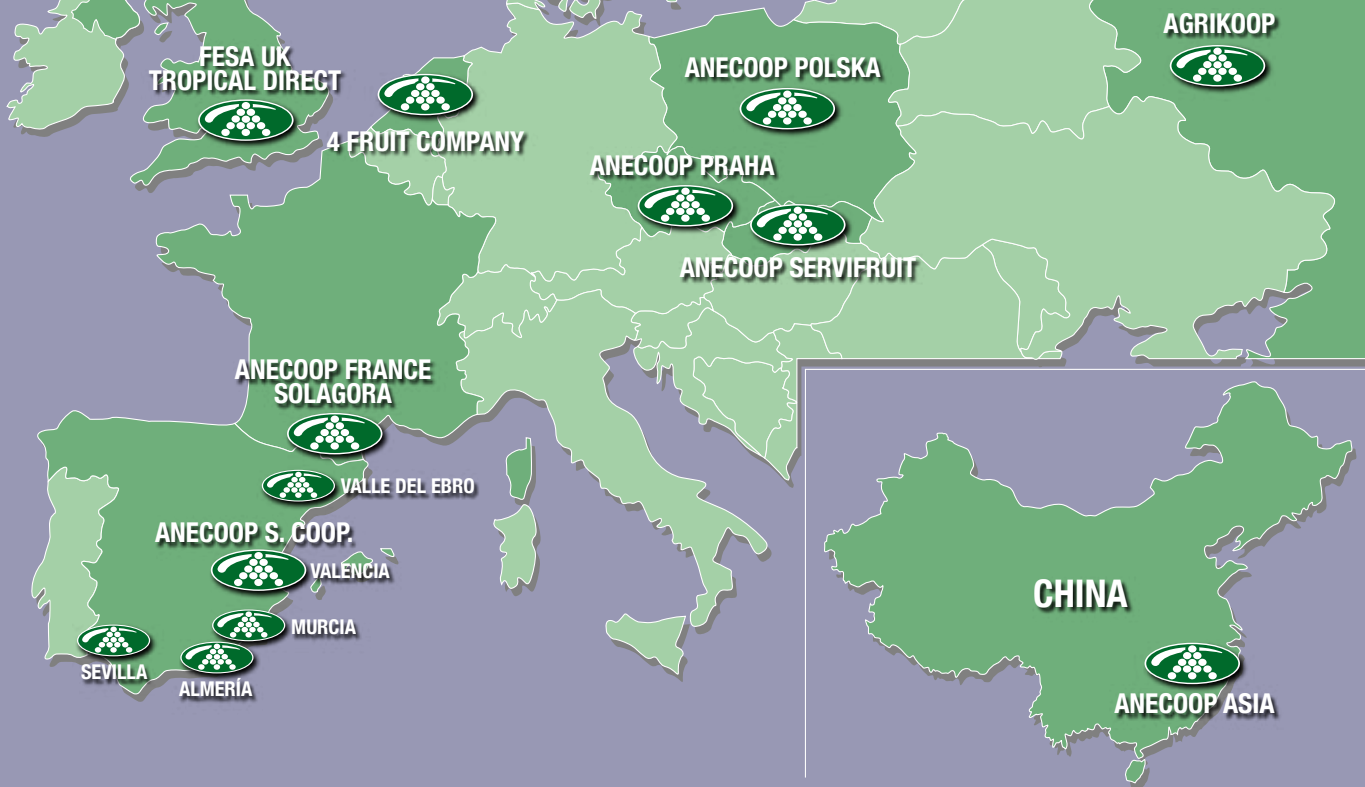 AGRIKOOP
FESA UK
TROPICAL DIRECT
ANECOOP POLSKA
4 FRUIT COMPANY
ANECOOP PRAHA
ANECOOP SERVIFRUIT
ANECOOP FRANCE
SOLAGORA
VALLE DEL EBRO
ANECOOP S. COOP.
VALENCIA
MURCIA
SEVILLA
ALMERÍA
CHINA
ANECOOP ASIA